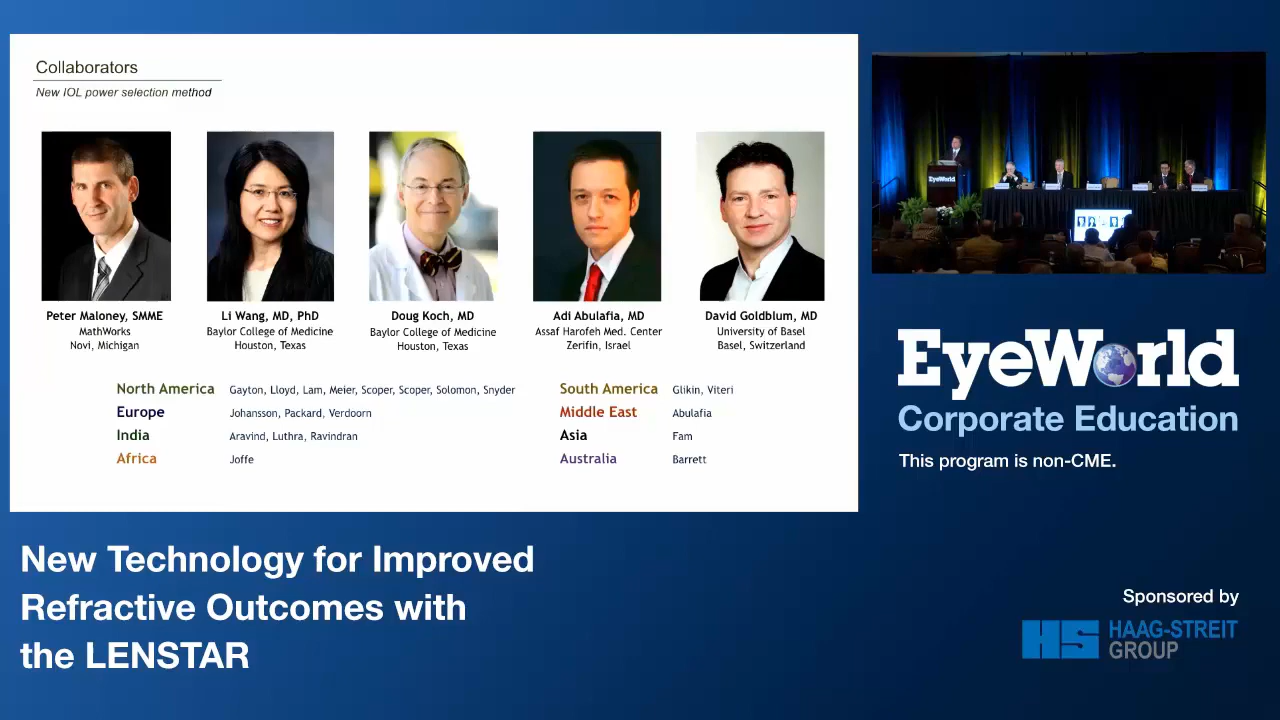 Collaborators
New IOL power selection method
Peter Maloney, SMME
MathWorks
Novi, Michigan
Li Wang, MD, PhD
Baylor College of Medicine
Houston, Texas
Doug Koch, MD
Baylor College of Medicine
Houston, Texas
Adi Abulafia, MD
Assaf Harofeh Med. Center
Zerifin, Israel
David Goldblum, MD
University of Basel
Basel, Switzerland
North America Gayton, Lloyd, Lam, Meier, Scoper, Scoper, Solomon, Snyder
Europe Johansson, Packard, Verdoorn
India Aravind, Luthra, Ravindran
Africa Joffe
South America Glikin, Viteri
Middle East Abulafia
Asia Fam
Australia Barrett
EyeWorld
EyeWorld
Corporate Education
This program is non-CME.
New Technology for Improved
Refractive Outcomes with
the LENSTAR
Sponsored by
HS HAAG-STREIT
GROUP